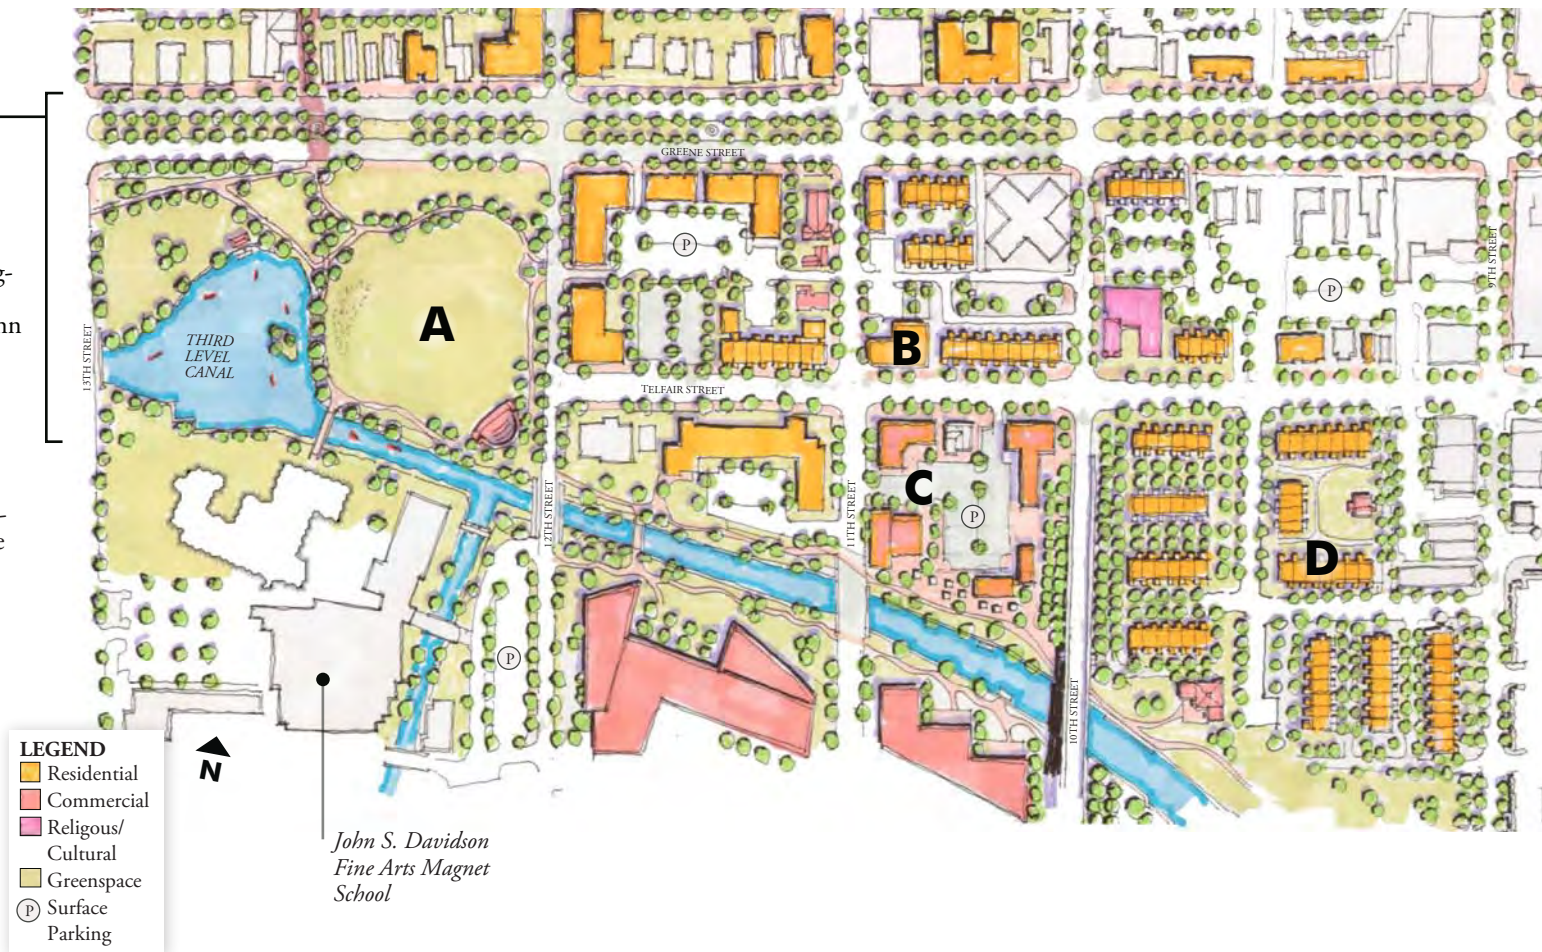 g-
nn
e
GREENE STREET
TELFAIR STREET
13TH STREET
12TH STREET
11TH STREET
10TH STREET
9TH STREET
THIRD
LEVEL
CANAL
A
B
C
D
P
P
P
P
N
LEGEND
Residential
Commercial
Religous/
Cultural
Greenspace
P Surface
Parking
John S. Davidson
Fine Arts Magnet
School